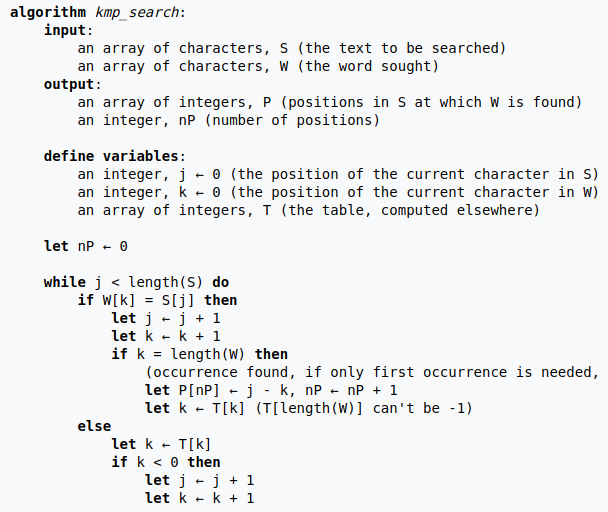 algorithm kmp_search:
    input:
        an array of characters, S (the text to be searched)
        an array of characters, W (the word sought)
    output:
        an array of integers, P (positions in S at which W is found)
        an integer, nP (number of positions)

    define variables:
        an integer, j ← 0 (the position of the current character in S)
        an integer, k ← 0 (the position of the current character in W)
        an array of integers, T (the table, computed elsewhere)

    let nP ← 0

    while j < length(S) do
        if W[k] = S[j] then
            let j ← j + 1
            let k ← k + 1
            if k = length(W) then
                (occurrence found, if only first occurrence is needed,
                let P[nP] ← j - k, nP ← nP + 1
                let k ← T[k] (T[length(W)] can't be -1)
        else
            let k ← T[k]
            if k < 0 then
                let j ← j + 1
                let k ← k + 1